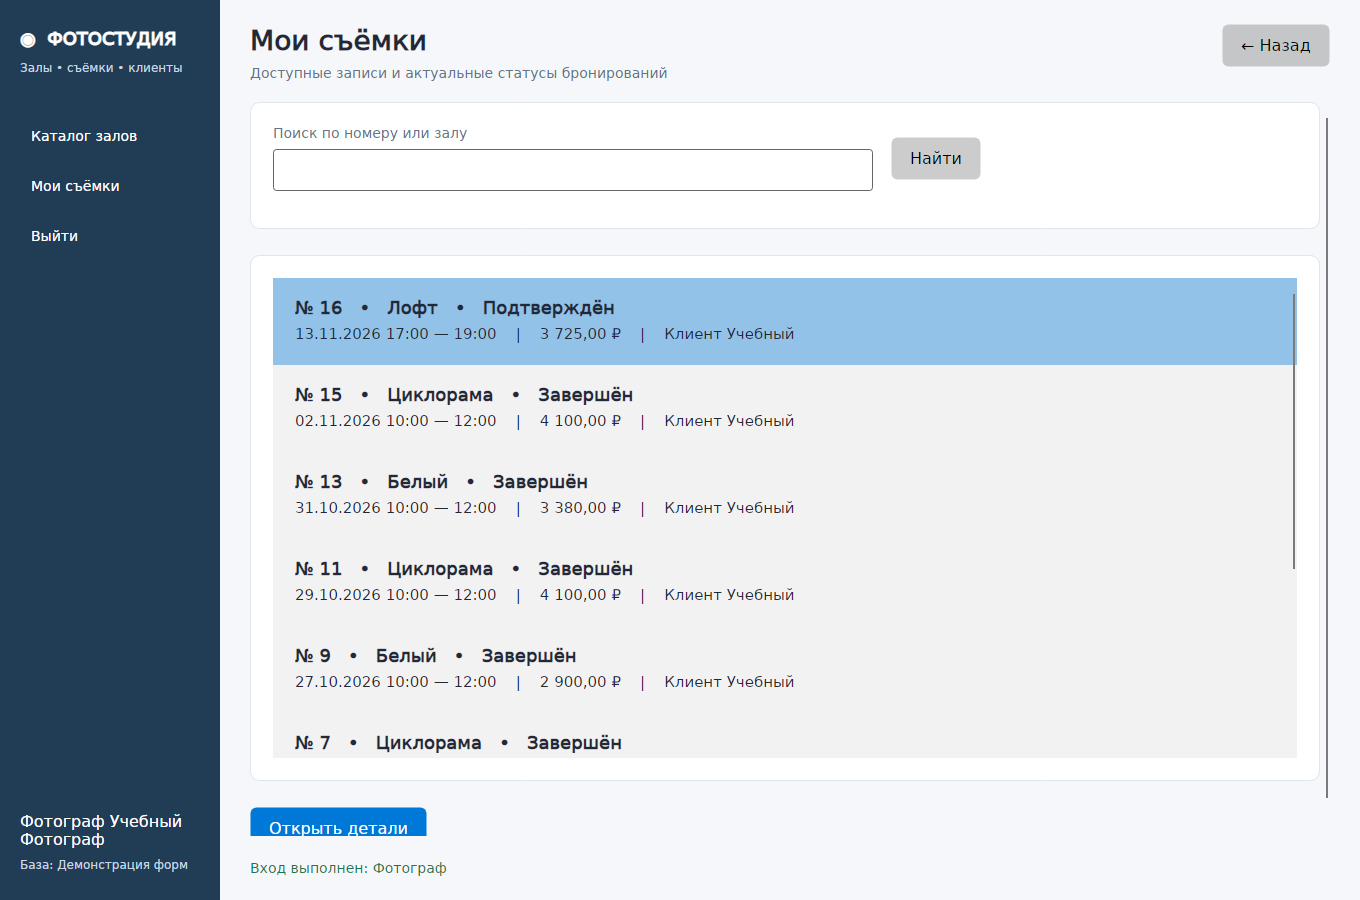 ◉ ФОТОСТУДИЯ
Залы • съёмки • клиенты
Каталог залов
Мои съёмки
Выйти
Фотограф Учебный
Фотограф
База: Демонстрация форм
Мои съёмки
Доступные записи и актуальные статусы бронирований
← Назад
Поиск по номеру или залу
Найти
№ 16 • Лофт • Подтверждён
13.11.2026 17:00 — 19:00 | 3 725,00 ₽ | Клиент Учебный
№ 15 • Циклорама • Завершён
02.11.2026 10:00 — 12:00 | 4 100,00 ₽ | Клиент Учебный
№ 13 • Белый • Завершён
31.10.2026 10:00 — 12:00 | 3 380,00 ₽ | Клиент Учебный
№ 11 • Циклорама • Завершён
29.10.2026 10:00 — 12:00 | 4 100,00 ₽ | Клиент Учебный
№ 9 • Белый • Завершён
27.10.2026 10:00 — 12:00 | 2 900,00 ₽ | Клиент Учебный
№ 7 • Циклорама • Завершён
Открыть детали
Вход выполнен: Фотограф